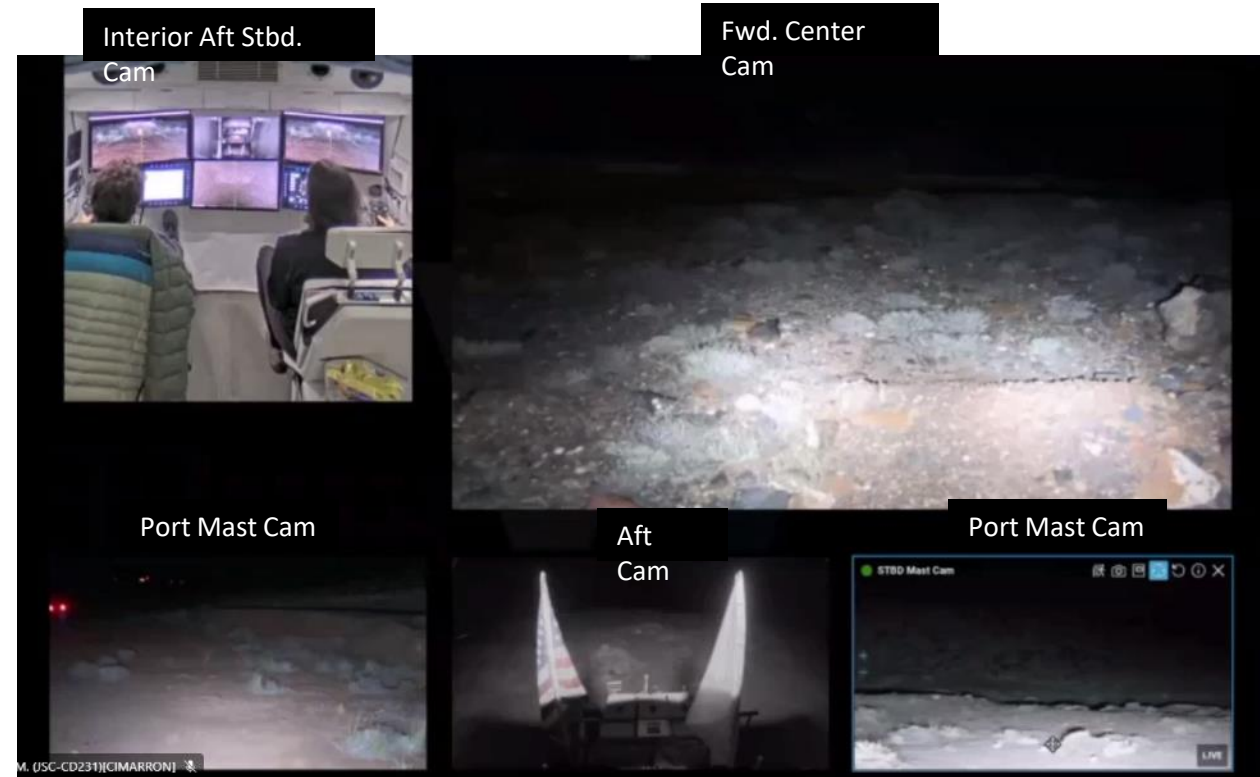 Interior Aft Stbd.
Cam
Fwd. Center
Cam
Port Mast Cam
Aft
Cam
Port Mast Cam
STBD Mast Cam
LIVE
M. (JSC-CD231)[CIMARRON]